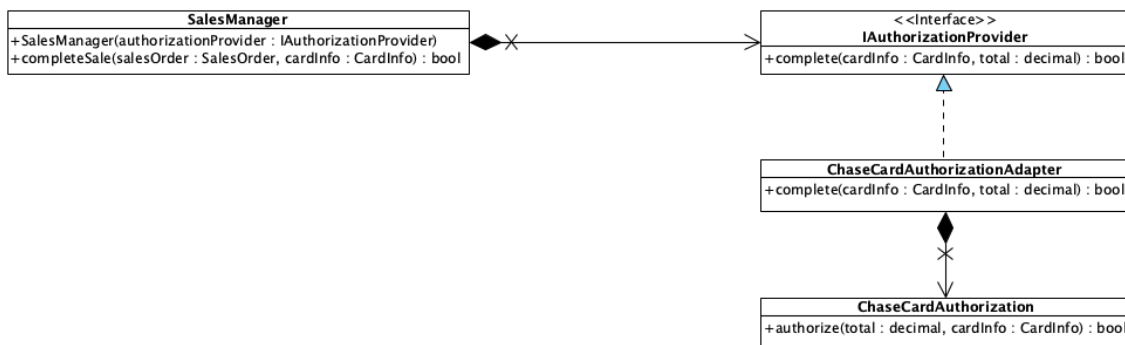 SalesManager
+SalesManager(authorizationProvider : IAuthorizationProvider)
+completeSale(salesOrder : SalesOrder, cardInfo : CardInfo) : bool
<<Interface>>
IAuthorizationProvider
+complete(cardInfo : CardInfo, total : decimal) : bool
ChaseCardAuthorizationAdapter
+complete(cardInfo : CardInfo, total : decimal) : bool
ChaseCardAuthorization
+authorize(total : decimal, cardInfo : CardInfo) : bool